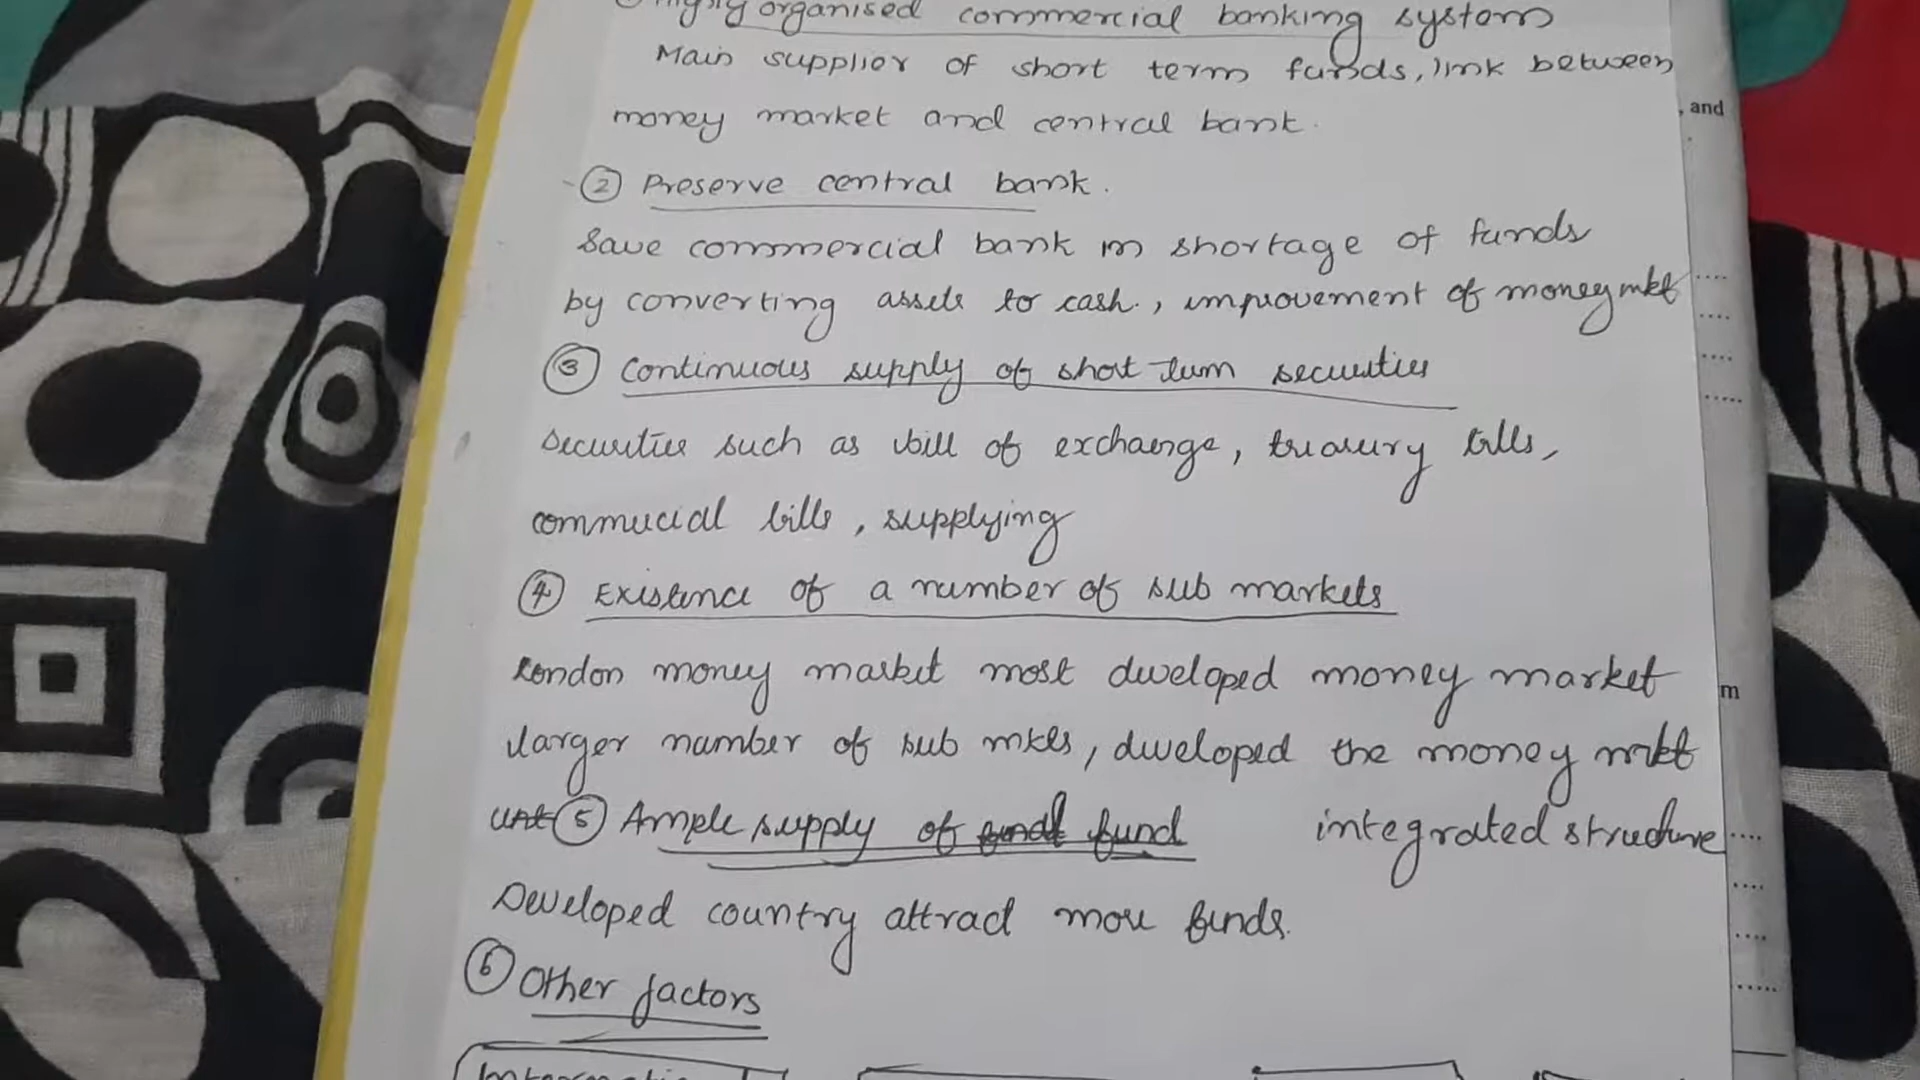 ① Highly organised commercial banking system
Main supplier of short term funds, link between
money market and central bank.
② Preserve central bank.
Save commercial bank in shortage of funds
by converting assets to cash, improvement of money mkt
③ Continuous supply of short term securities
Securities such as bill of exchange, treasury bills,
commercial bills, supplying
④ Existence of a number of sub markets
London money market most developed money market
larger number of sub mkts, developed the money mkt
⑤ Ample supply of fund
integrated structure
Developed country attract more funds.
⑥ Other factors
, and
m